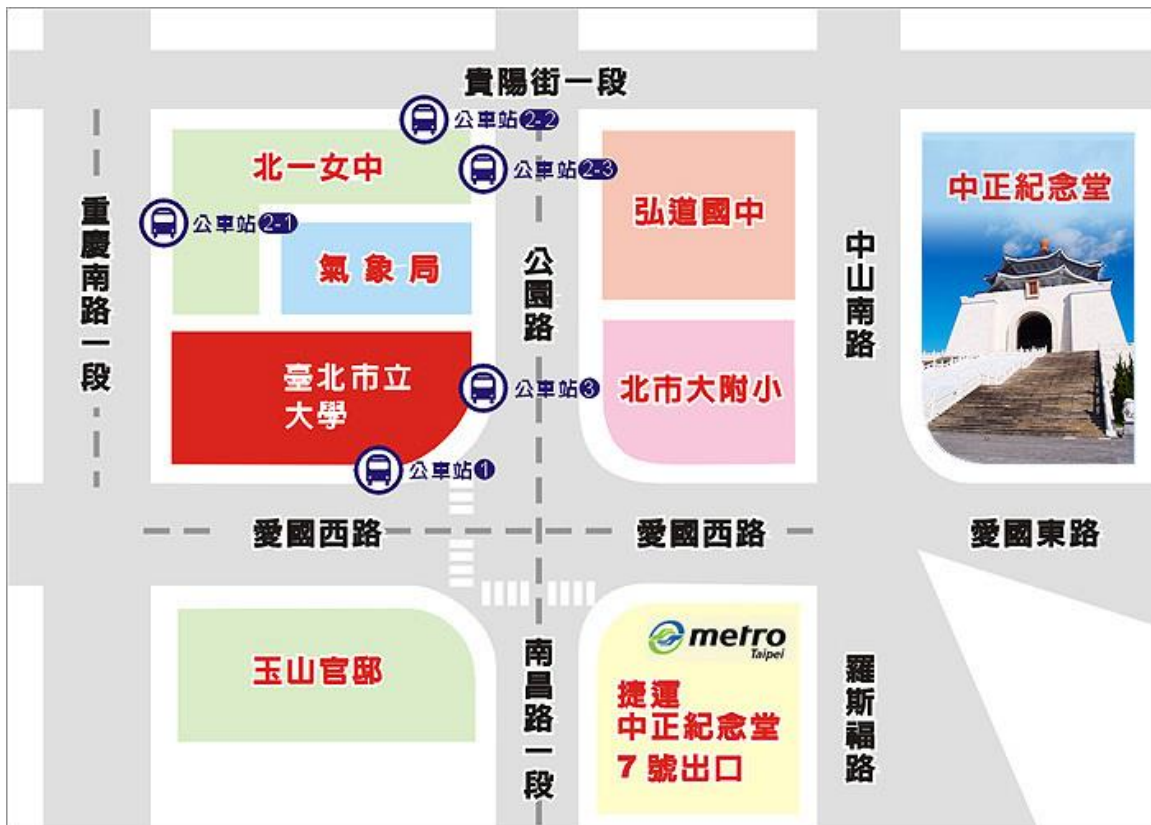 貴陽街一段
公車站2-2
北一女中
公車站2-3
公車站2-1
氣象局
弘道國中
中正紀念堂
重慶南路一段
公園路
中山南路
臺北市立
大學
公車站3
北市大附小
公車站1
愛國西路
愛國西路
愛國東路
玉山官邸
南昌路一段
metro
Taipei
捷運
中正紀念堂
7號出口
羅斯福路